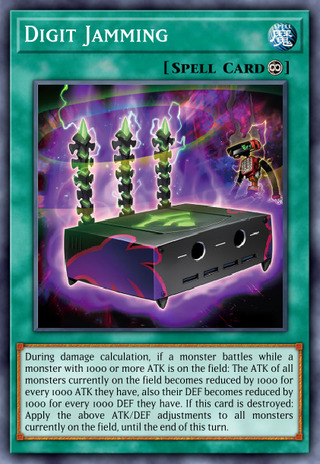 Digit Jamming
魔
[Spell Card]
During damage calculation, if a monster battles while a
monster with 1000 or more ATK is on the field: The ATK of all
monsters currently on the field becomes reduced by 1000 for
every 1000 ATK they have, also their DEF becomes reduced by
1000 for every 1000 DEF they have. If this card is destroyed:
Apply the above ATK/DEF adjustments to all monsters
currently on the field, until the end of this turn.